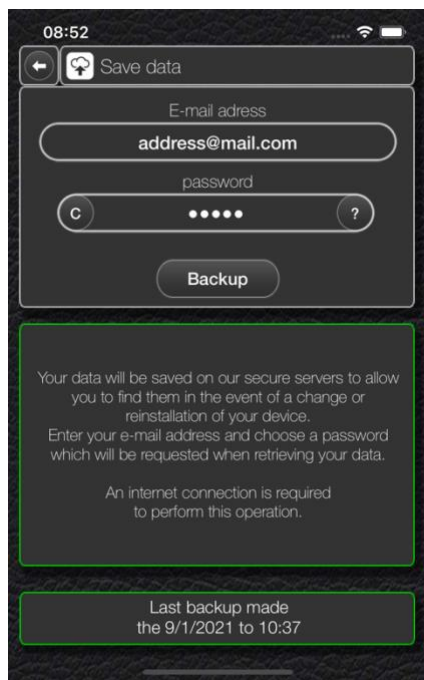 08:52
Save data
E-mail adress
address@mail.com
password
C ••••• ?
Backup
Your data will be saved on our secure servers to allow
you to find them in the event of a change or
reinstallation of your device.
Enter your e-mail address and choose a password
which will be requested when retrieving your data.
An internet connection is required
to perform this operation.
Last backup made
the 9/1/2021 to 10:37